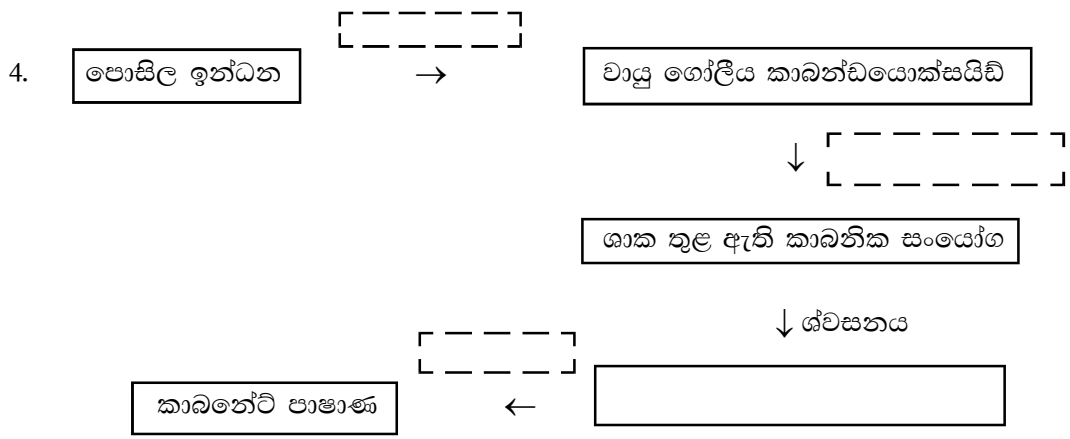 4. පොසිල ඉන්ධන → වායු ගෝලීය කාබන්ඩයොක්සයිඩ්
↓
ශාක තුළ ඇති කාබනික සංයෝග
↓ ශ්වසනය
කාබනේට් පාෂාණ ←